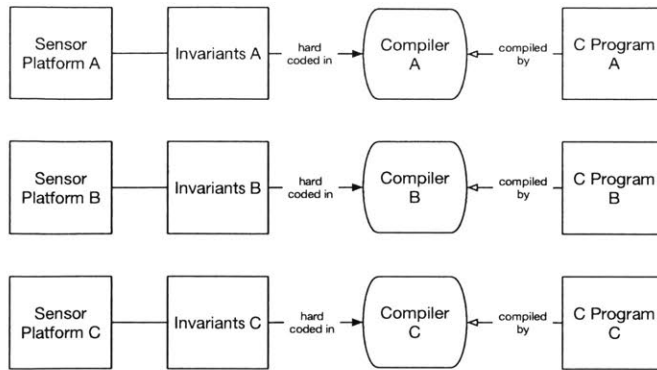 Sensor
Platform A
Invariants A
hard
coded in
Compiler
A
compiled
by
C Program
A
Sensor
Platform B
Invariants B
hard
coded in
Compiler
B
compiled
by
C Program
B
Sensor
Platform C
Invariants C
hard
coded in
Compiler
C
compiled
by
C Program
C